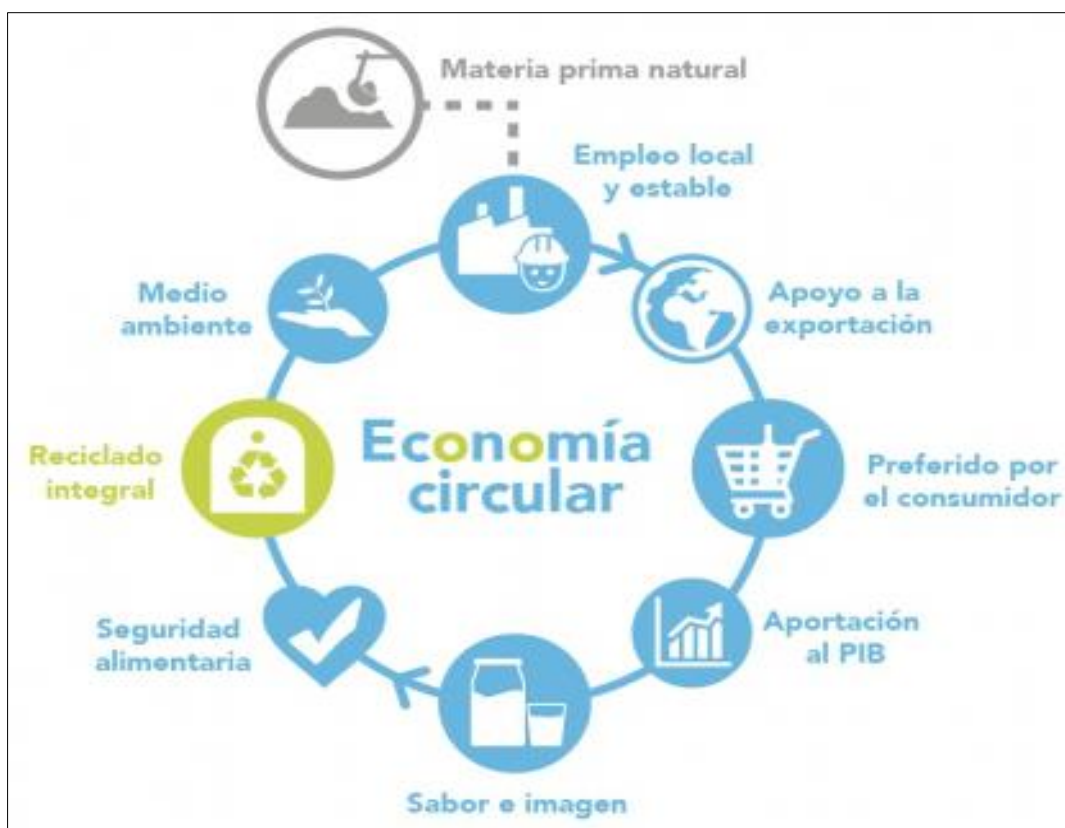 Materia prima natural
Empleo local
y estable
Apoyo a la
exportación
Preferido por
el consumidor
Aportación
al PIB
Sabor e imagen
Seguridad
alimentaria
Reciclado
integral
Medio
ambiente
Economía
circular